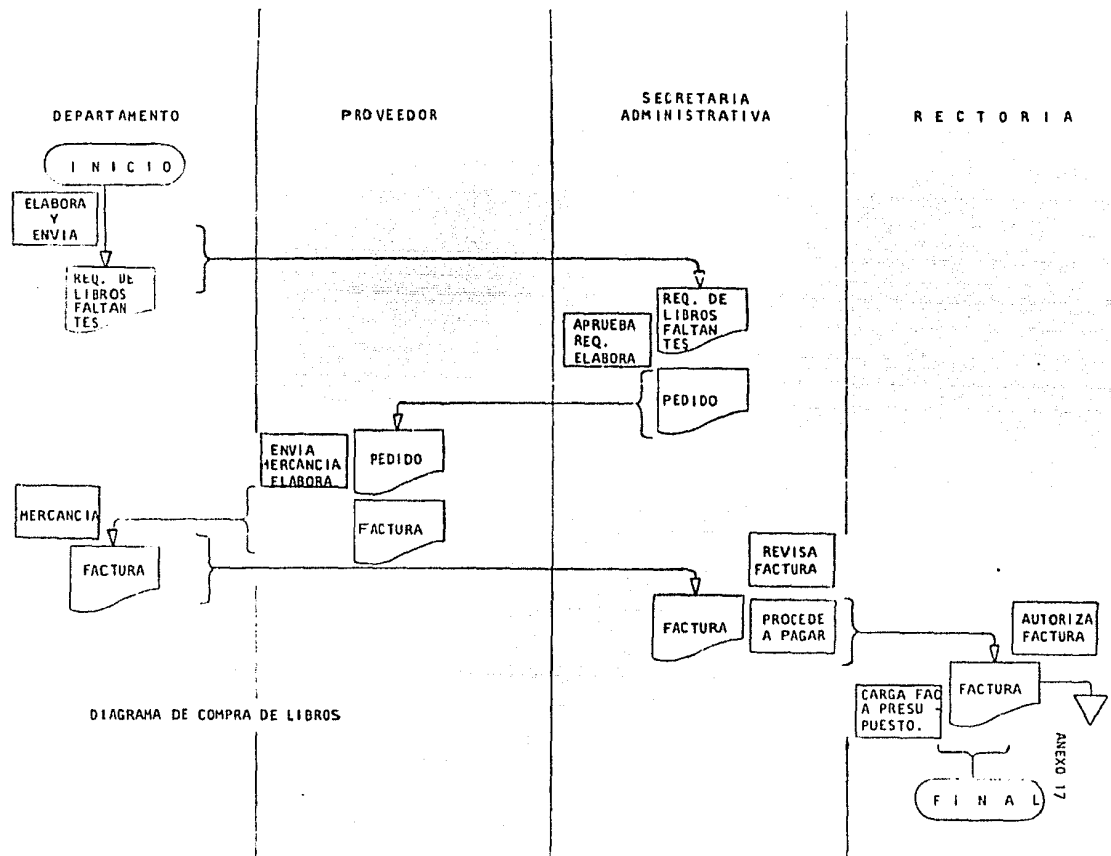 DEPARTAMENTO
PROVEEDOR
SECRETARIA
ADMINISTRATIVA
R E C T O R I A
I N I C I O
ELABORA
Y
ENVIA
REQ. DE
LIBROS
FALTAN
TES
REQ. DE
LIBROS
FALTAN
TES
APRUEBA
REQ.
ELABORA
PEDIDO
PEDIDO
ENVIA
MERCANCIA
ELABORA
FACTURA
MERCANCIA
FACTURA
REVISA
FACTURA
FACTURA
PROCEDE
A PAGAR
AUTORIZA
FACTURA
FACTURA
CARGA FAC
A PRESU -
PUESTO.
F I N A L
DIAGRAMA DE COMPRA DE LIBROS
ANEXO 17